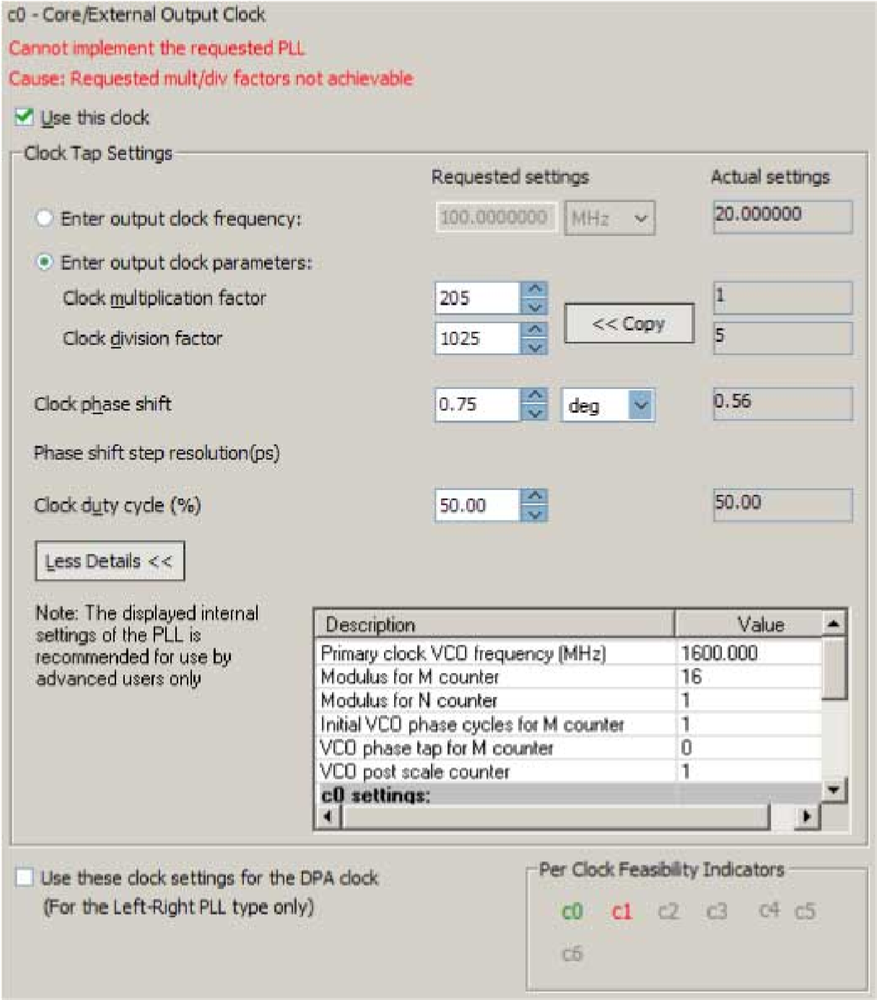 c0 - Core/External Output Clock
Cannot implement the requested PLL
Cause: Requested mult/div factors not achievable
Use this clock
Clock Tap Settings
Requested settings Actual settings
Enter output clock frequency: 100.0000000 MHz 20.000000
Enter output clock parameters:
Clock multiplication factor 205 1
<< Copy
Clock division factor 1025 5
Clock phase shift 0.75 deg 0.56
Phase shift step resolution(ps)
Clock duty cycle (%) 50.00 50.00
Less Details <<
Note: The displayed internal
settings of the PLL is
recommended for use by
advanced users only
Description Value
Primary clock VCO frequency (MHz) 1600.000
Modulus for M counter 16
Modulus for N counter 1
Initial VCO phase cycles for M counter 1
VCO phase tap for M counter 0
VCO post scale counter 1
c0 settings:
Use these clock settings for the DPA clock
(For the Left-Right PLL type only)
Per Clock Feasibility Indicators
c0 c1 c2 c3 c4 c5
c6